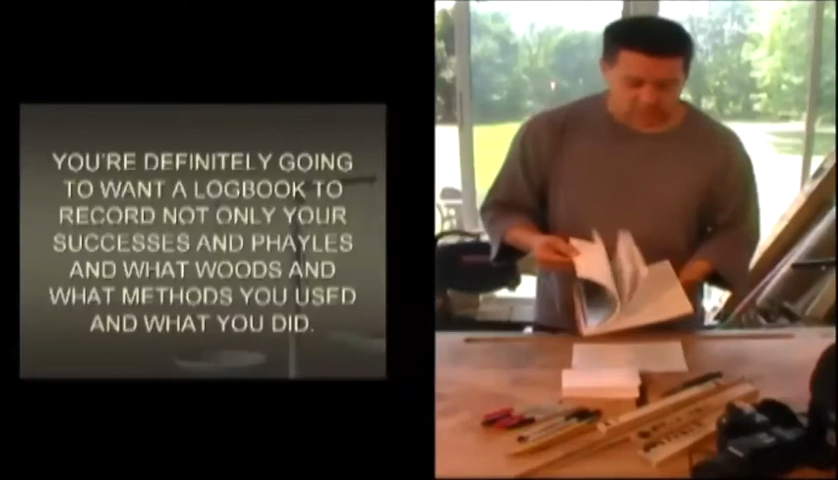 YOU'RE DEFINITELY GOING
TO WANT A LOGBOOK TO
RECORD NOT ONLY YOUR
SUCCESSES AND PHAYLES
AND WHAT WOODS AND
WHAT METHODS YOU USED
AND WHAT YOU DID.